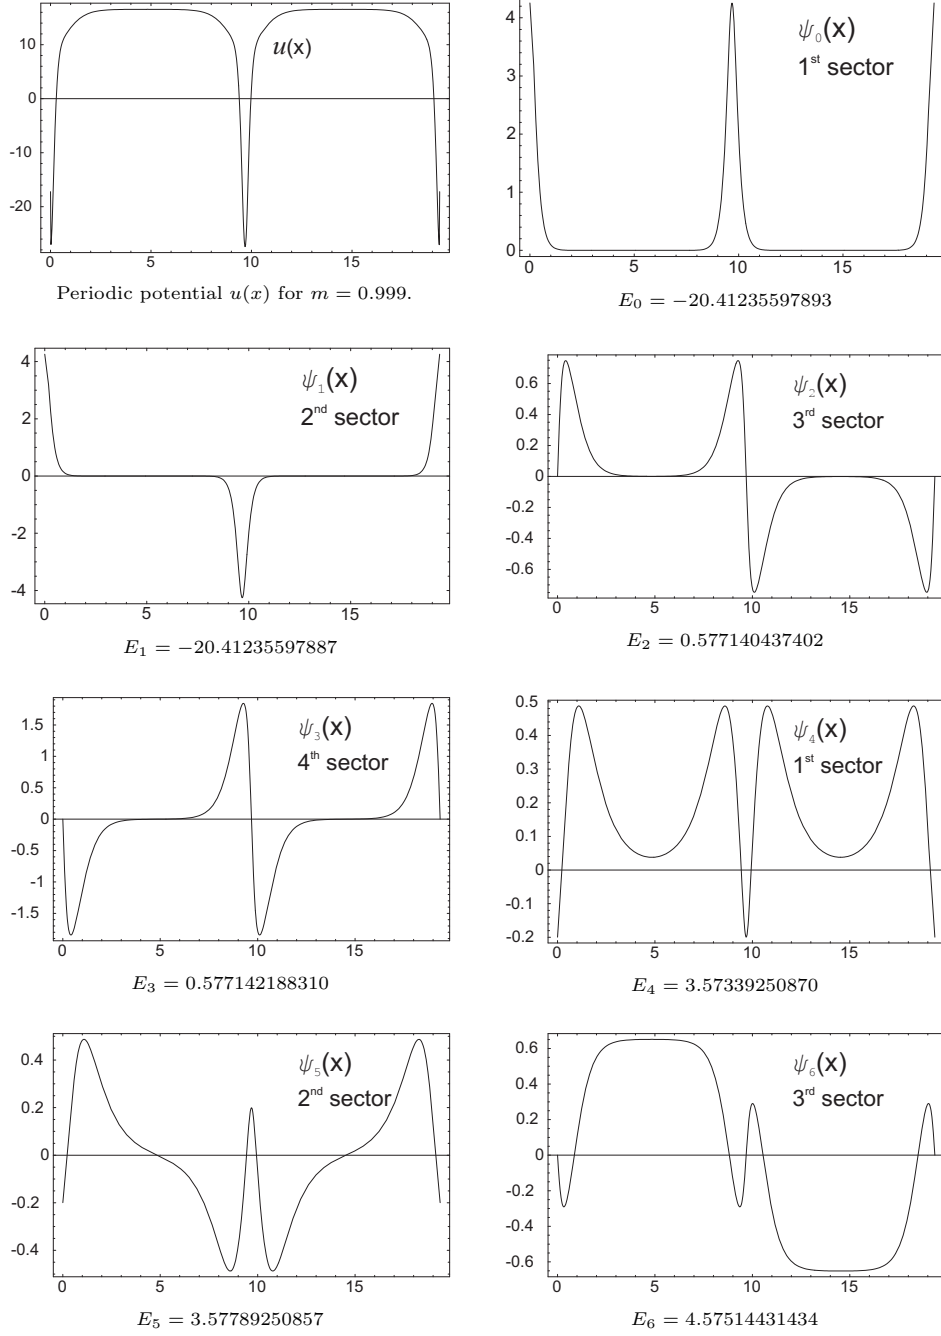 10
0
-10
-20
0 5 10 15
u(x)
Periodic potential u(x) for m = 0.999.
4
3
2
1
0
0 5 10 15
ψ₀(x)
1st sector
E₀ = −20.41235597893
4
2
0
-2
-4
0 5 10 15
ψ₁(x)
2nd sector
E₁ = −20.41235597887
0.6
0.4
0.2
0
-0.2
-0.4
-0.6
0 5 10 15
ψ₂(x)
3rd sector
E₂ = 0.577140437402
1.5
1
0.5
0
-0.5
-1
-1.5
0 5 10 15
ψ₃(x)
4th sector
E₃ = 0.577142188310
0.5
0.4
0.3
0.2
0.1
0
-0.1
-0.2
0 5 10 15
ψ₄(x)
1st sector
E₄ = 3.57339250870
0.4
0.2
0
-0.2
-0.4
0 5 10 15
ψ₅(x)
2nd sector
E₅ = 3.57789250857
0.6
0.4
0.2
0
-0.2
-0.4
-0.6
0 5 10 15
ψ₆(x)
3rd sector
E₆ = 4.57514431434